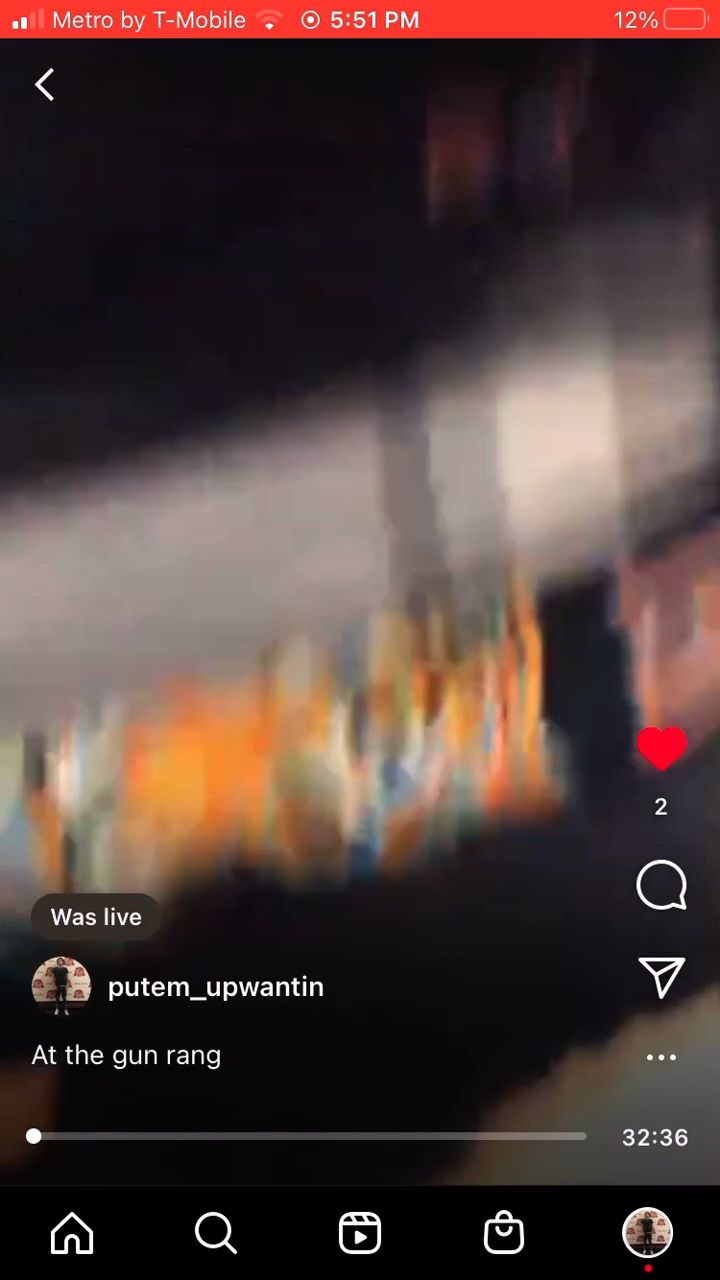 Metro by T-Mobile 5:51 PM 12%
2
Was live
putem_upwantin
At the gun rang
32:36